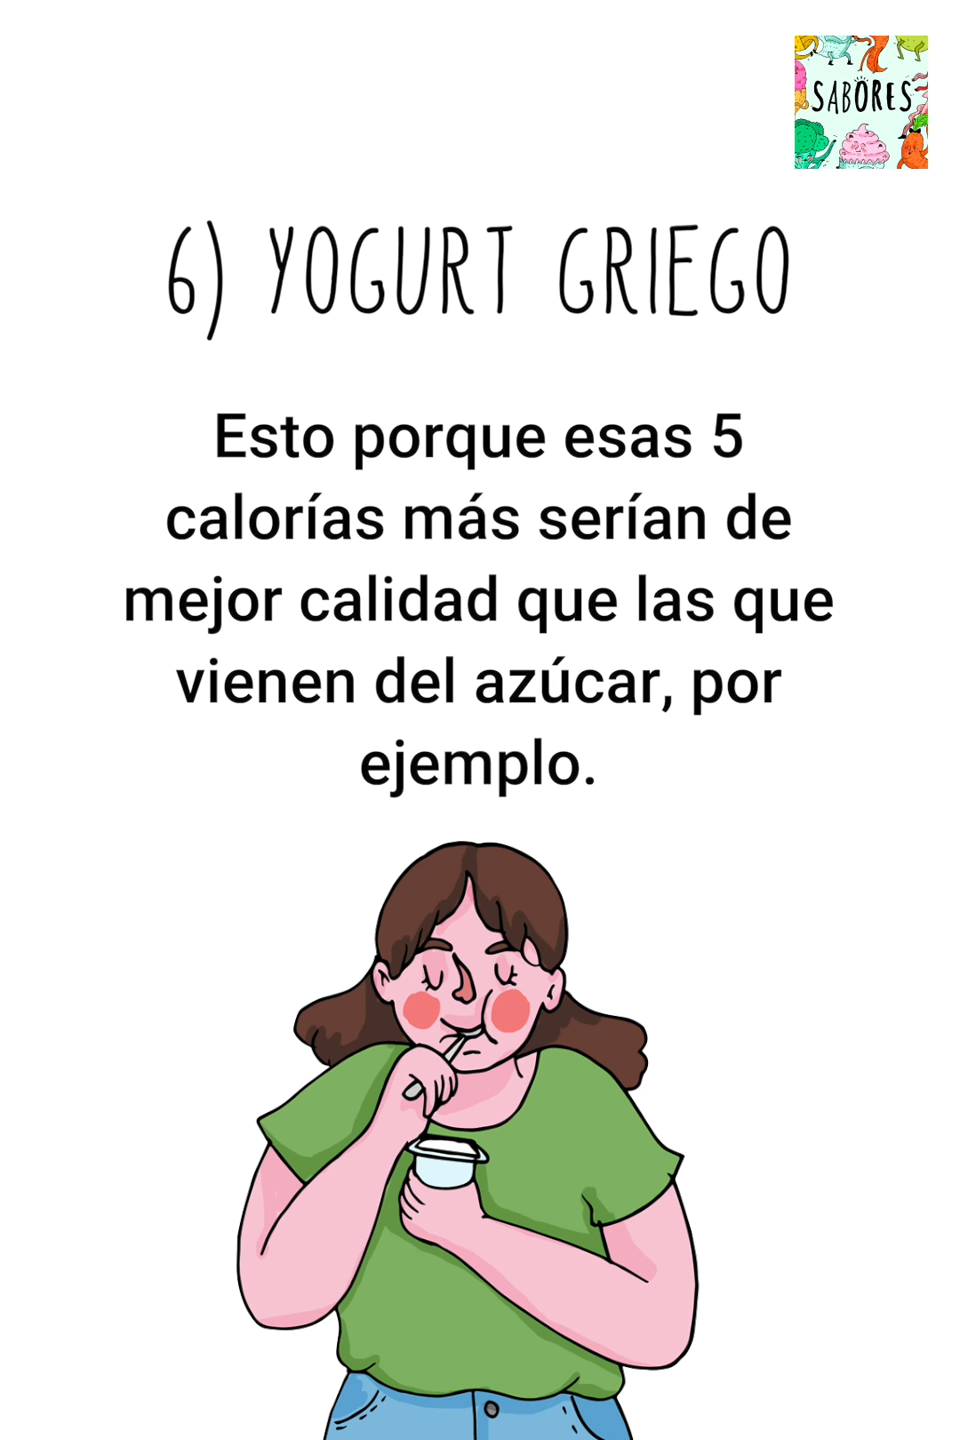 SABORES
6) YOGURT GRIEGO
Esto porque esas 5
calorías más serían de
mejor calidad que las que
vienen del azúcar, por
ejemplo.